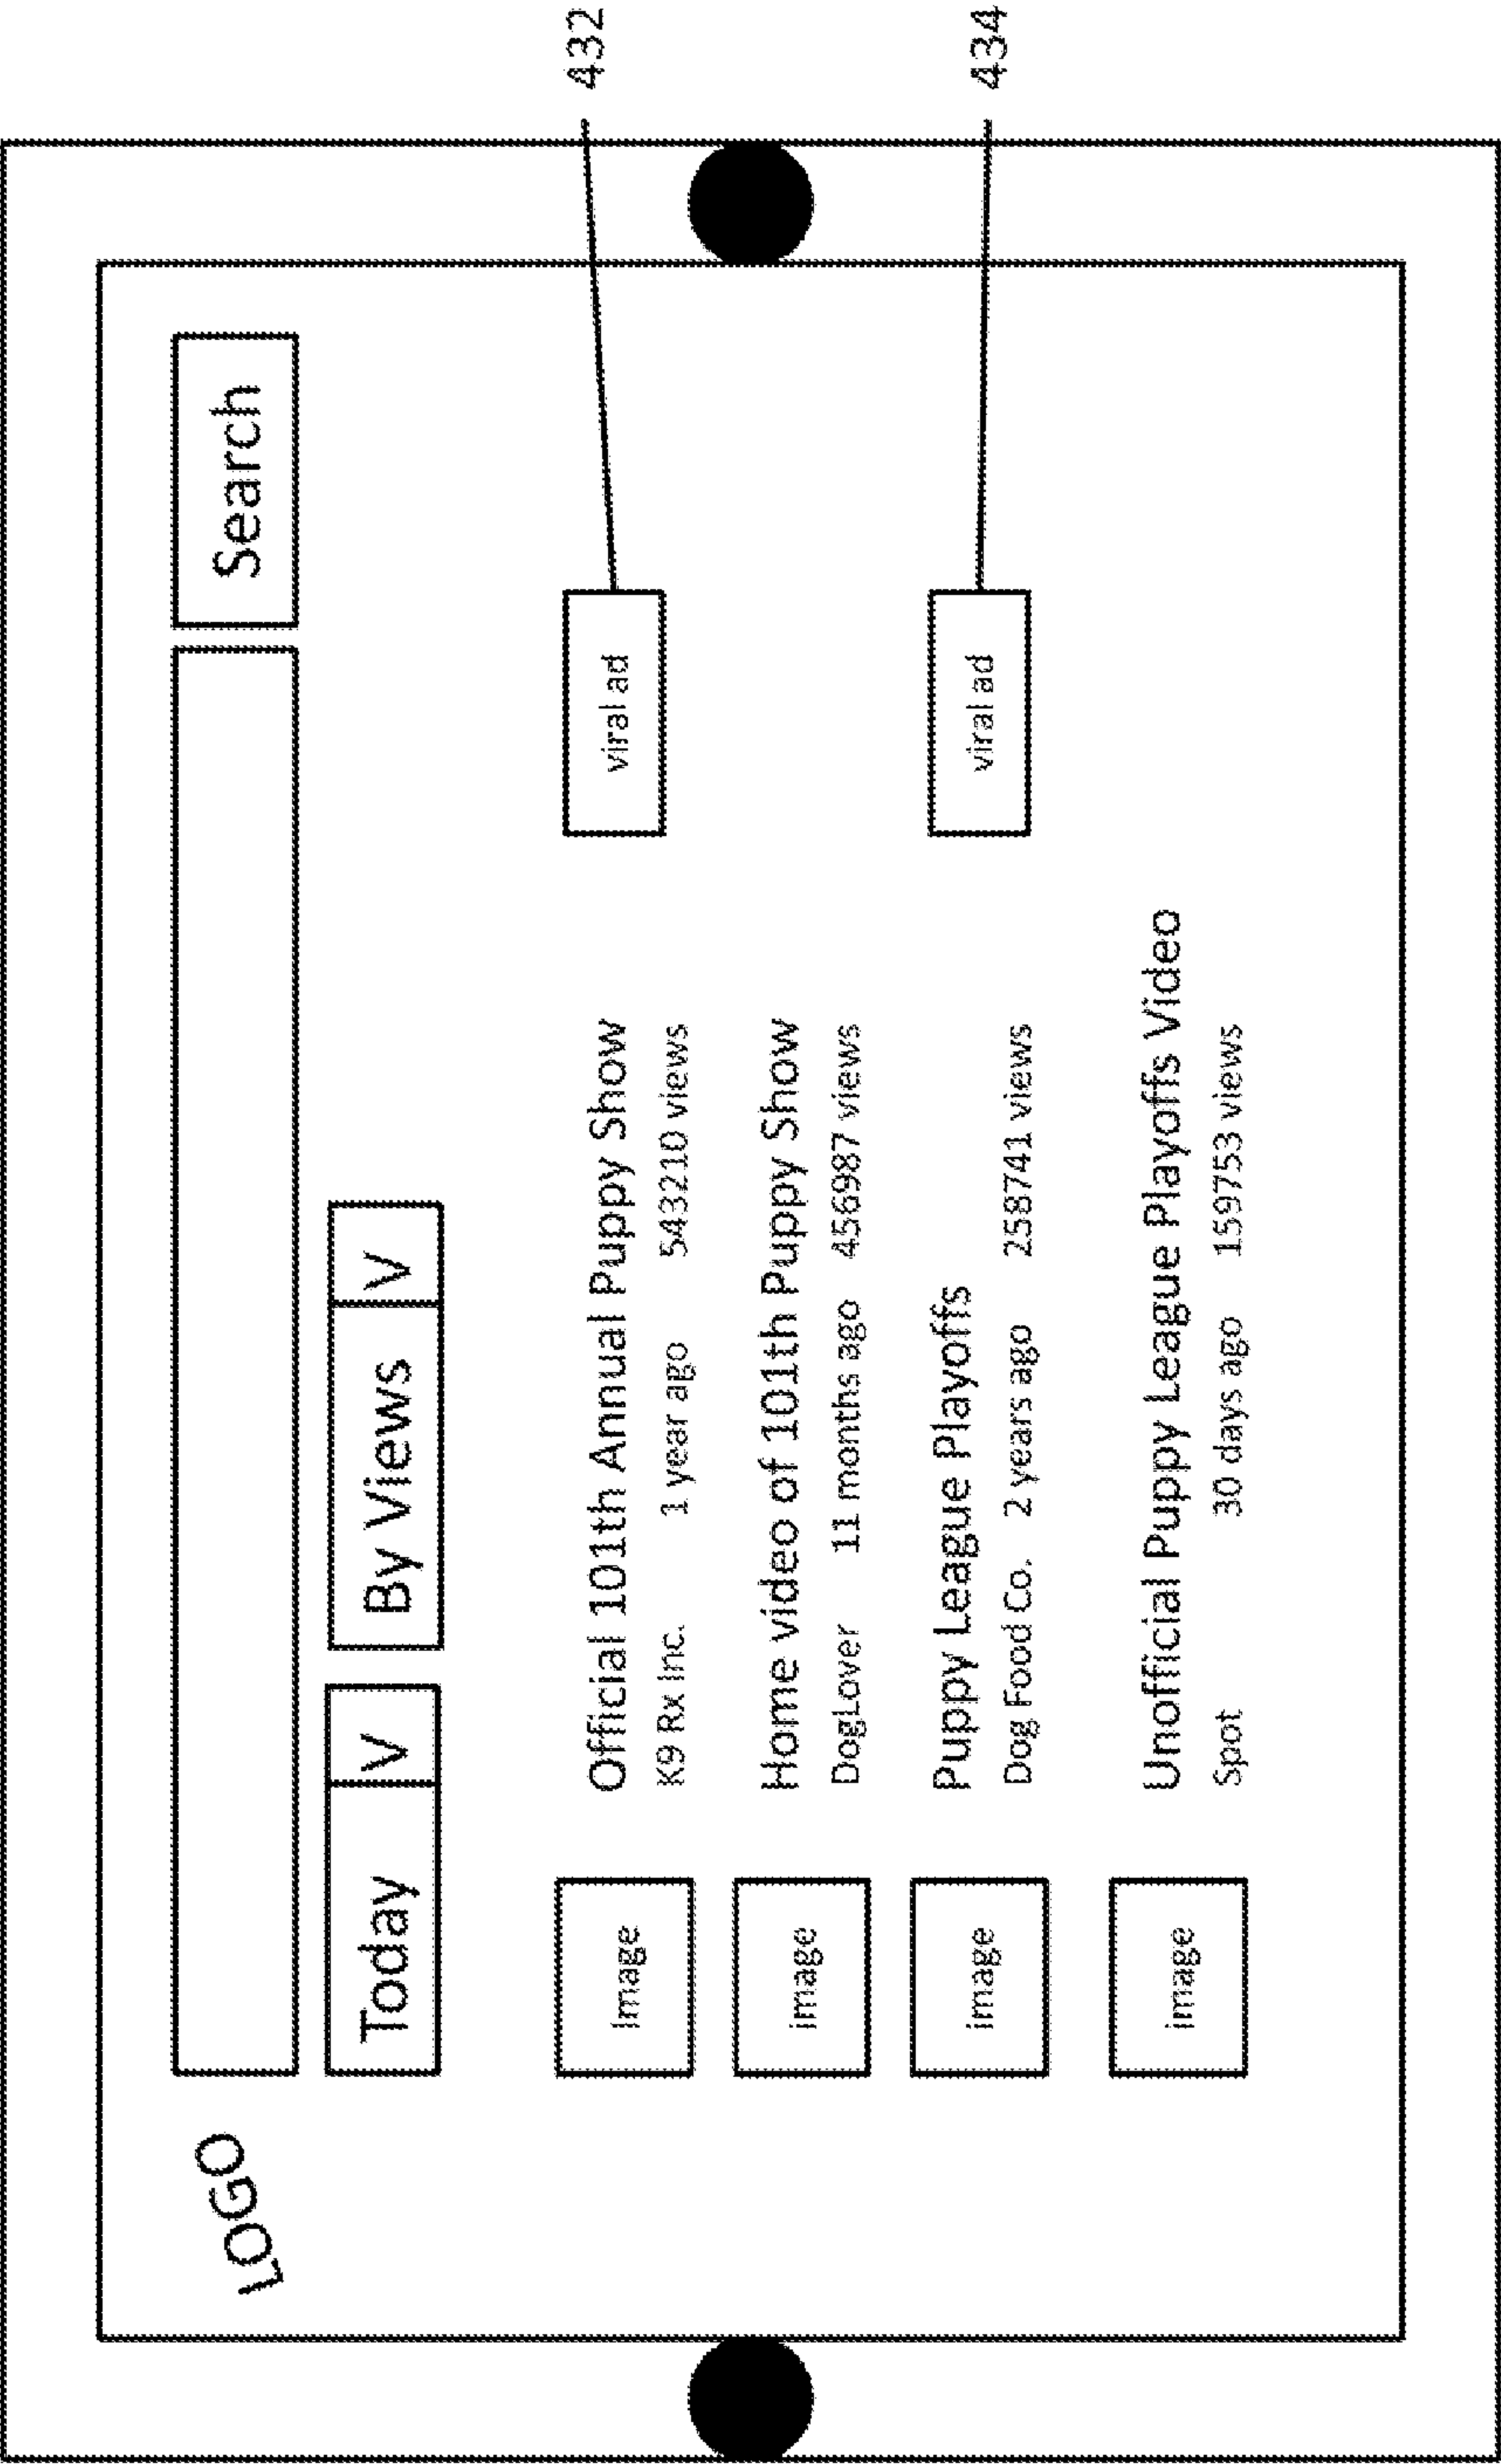 LOGO
Search
Today V By Views V
Image
Official 101th Annual Puppy Show
K9 Rx Inc. 1 year ago 543210 views
viral ad
432
image
Home video of 101th Puppy Show
DogLover 11 months ago 456987 views
image
Puppy League Playoffs
Dog Food Co. 2 years ago 258741 views
viral ad
434
image
Unofficial Puppy League Playoffs Video
Spot 30 days ago 159753 views